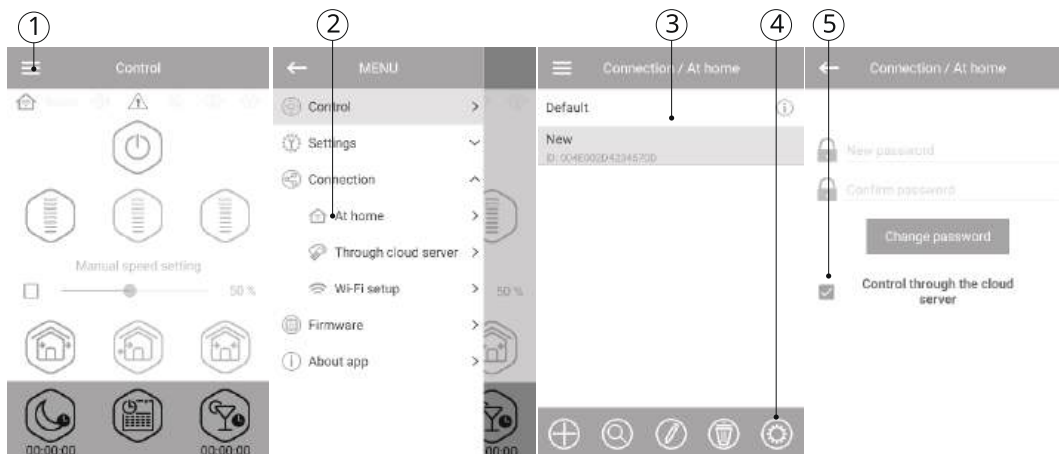 1
2
3
4
5
Control
Manual speed setting
50 %
00:00:00
00:00:00
MENU
Control
Settings
Connection
At home
Through cloud server
Wi-Fi setup
Firmware
About app
50 %
00:00
Connection / At home
Default
New
Connection / At home
New password
Confirm password
Change password
Control through the cloud
server